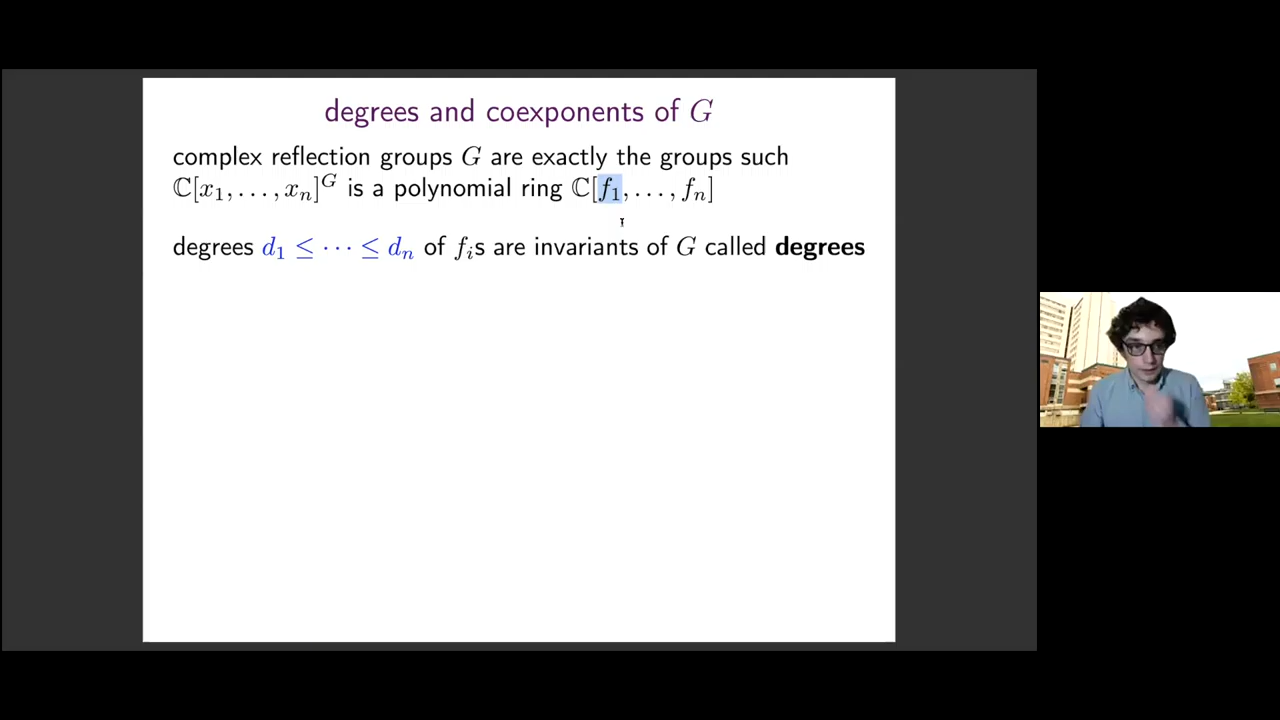 degrees and coexponents of G
complex reflection groups G are exactly the groups such
ℂ[x₁, . . . , xₙ]ᴳ is a polynomial ring ℂ[f₁, . . . , fₙ]
degrees d₁ ≤ · · · ≤ dₙ of fᵢs are invariants of G called degrees